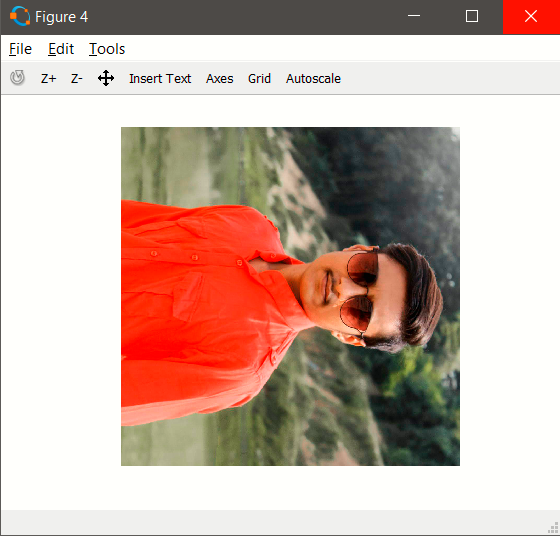 Figure 4
File Edit Tools
Z+ Z- Insert Text Axes Grid Autoscale